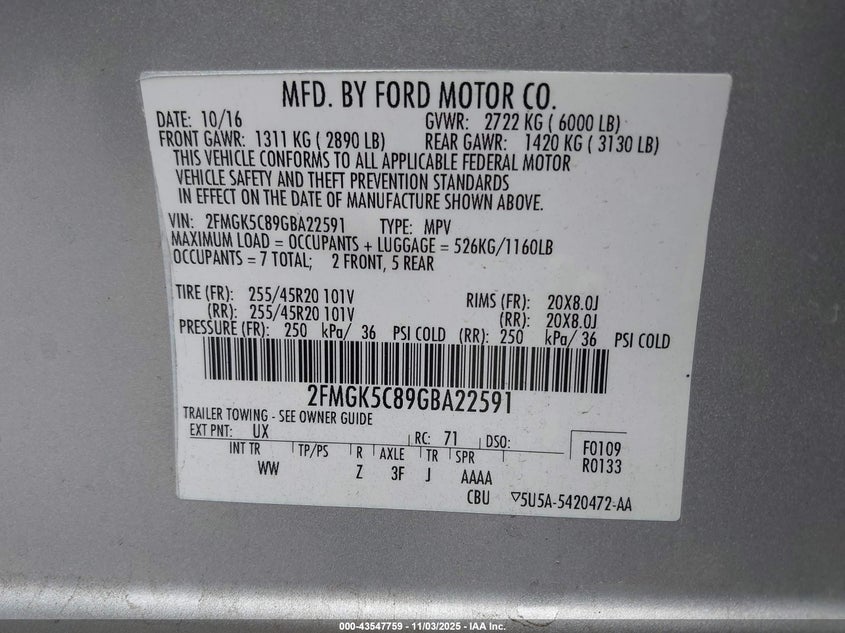 MFD. BY FORD MOTOR CO.
DATE: 10/16 GVWR: 2722 KG ( 6000 LB)
FRONT GAWR: 1311 KG ( 2890 LB) REAR GAWR: 1420 KG ( 3130 LB)
THIS VEHICLE CONFORMS TO ALL APPLICABLE FEDERAL MOTOR
VEHICLE SAFETY AND THEFT PREVENTION STANDARDS
IN EFFECT ON THE DATE OF MANUFACTURE SHOWN ABOVE.
VIN: 2FMGK5C89GBA22591 TYPE: MPV
MAXIMUM LOAD = OCCUPANTS + LUGGAGE = 526KG/1160LB
OCCUPANTS = 7 TOTAL; 2 FRONT, 5 REAR
TIRE (FR): 255/45R20 101V RIMS (FR): 20X8.0J
(RR): 255/45R20 101V (RR): 20X8.0J
PRESSURE (FR): 250 kPa/ 36 PSI COLD (RR): 250 kPa/ 36 PSI COLD
2FMGK5C89GBA22591
TRAILER TOWING - SEE OWNER GUIDE
EXT PNT: UX RC: 71 DSO: F0109
INT TR TP/PS R AXLE TR SPR R0133
WW Z 3F J AAAA
CBU ▽5U5A-5420472-AA
000-43547759 - 11/03/2025 - IAA Inc.